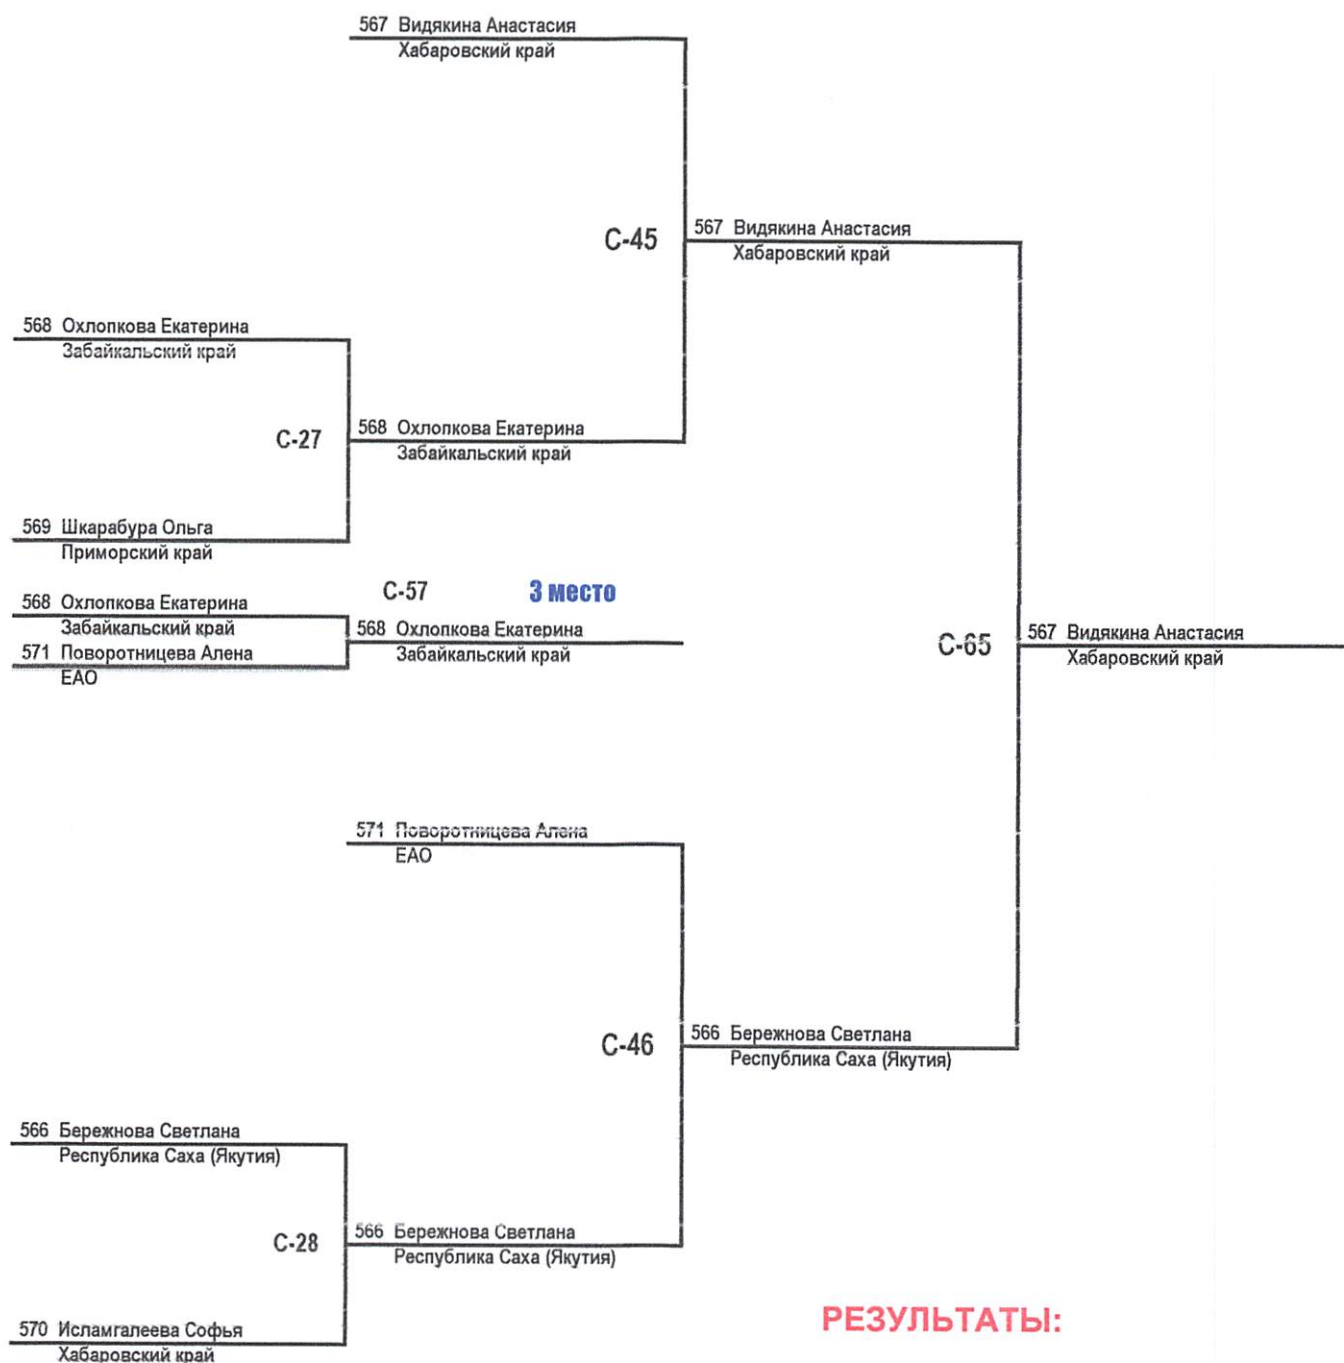 567 Видякина Анастасия
Хабаровский край
С-45
567 Видякина Анастасия
Хабаровский край
568 Охлопкова Екатерина
Забайкальский край
С-27
568 Охлопкова Екатерина
Забайкальский край
569 Шкарабура Ольга
Приморский край
С-57 3 место
568 Охлопкова Екатерина
Забайкальский край
568 Охлопкова Екатерина
Забайкальский край
571 Поворотницева Алена
ЕАО
С-65
567 Видякина Анастасия
Хабаровский край
571 Поворотницева Алена
ЕАО
С-46
566 Бережнова Светлана
Республика Саха (Якутия)
566 Бережнова Светлана
Республика Саха (Якутия)
С-28
566 Бережнова Светлана
Республика Саха (Якутия)
570 Исламгалеева Софья
Хабаровский край
РЕЗУЛЬТАТЫ: